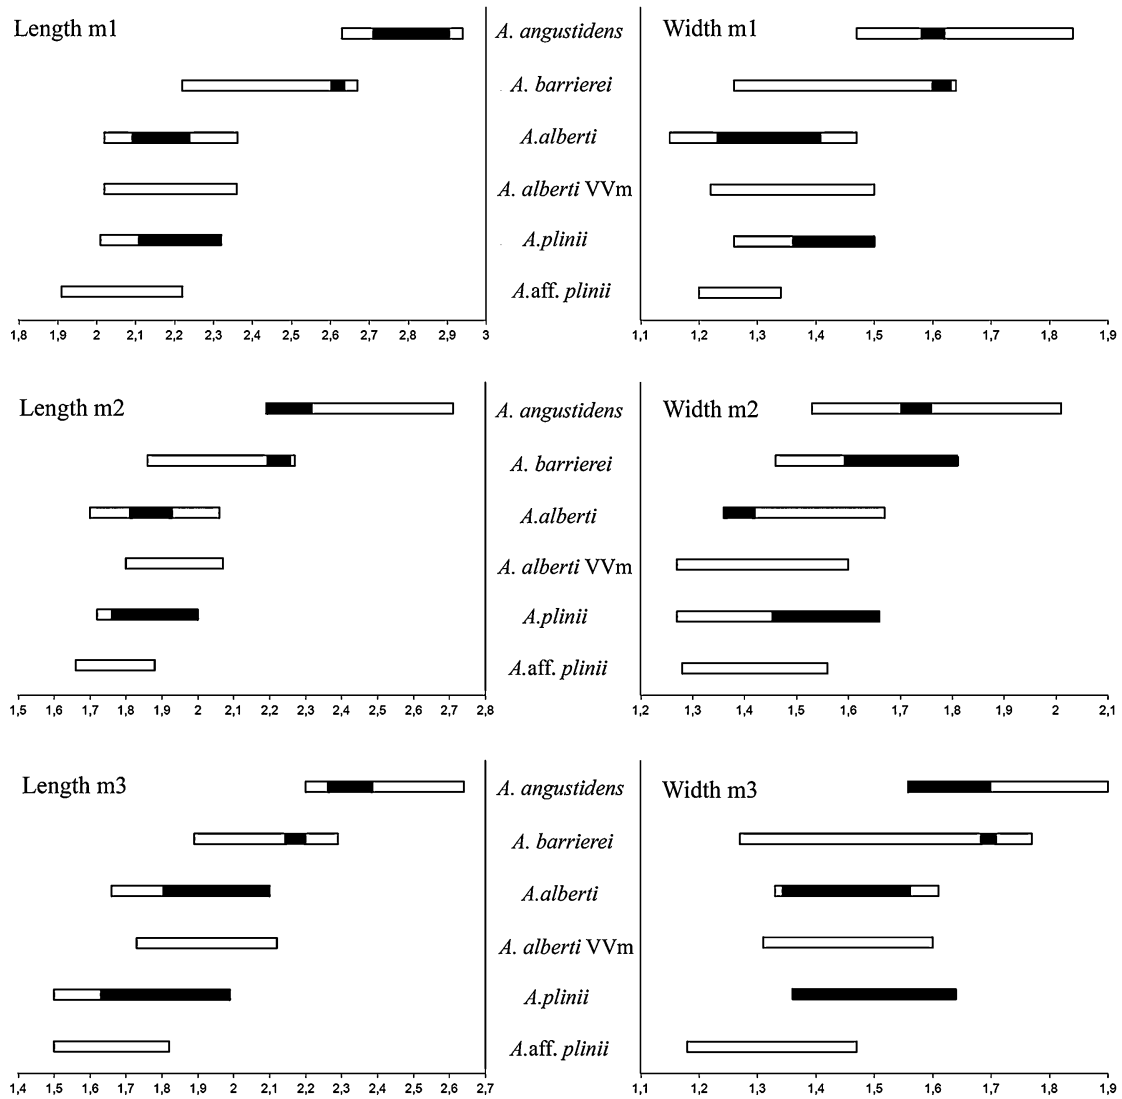 Length m1
A. angustidens
Width m1
A. barrierei
A.alberti
A. alberti VVm
A.plinii
A.aff. plinii
1,8 1,9 2 2,1 2,2 2,3 2,4 2,5 2,6 2,7 2,8 2,9 3
1,1 1,2 1,3 1,4 1,5 1,6 1,7 1,8 1,9
Length m2
A. angustidens
Width m2
A. barrierei
A.alberti
A. alberti VVm
A.plinii
A.aff. plinii
1,5 1,6 1,7 1,8 1,9 2 2,1 2,2 2,3 2,4 2,5 2,6 2,7 2,8
1,2 1,3 1,4 1,5 1,6 1,7 1,8 1,9 2 2,1
Length m3
A. angustidens
Width m3
A. barrierei
A.alberti
A. alberti VVm
A.plinii
A.aff. plinii
1,4 1,5 1,6 1,7 1,8 1,9 2 2,1 2,2 2,3 2,4 2,5 2,6 2,7
1,1 1,2 1,3 1,4 1,5 1,6 1,7 1,8 1,9